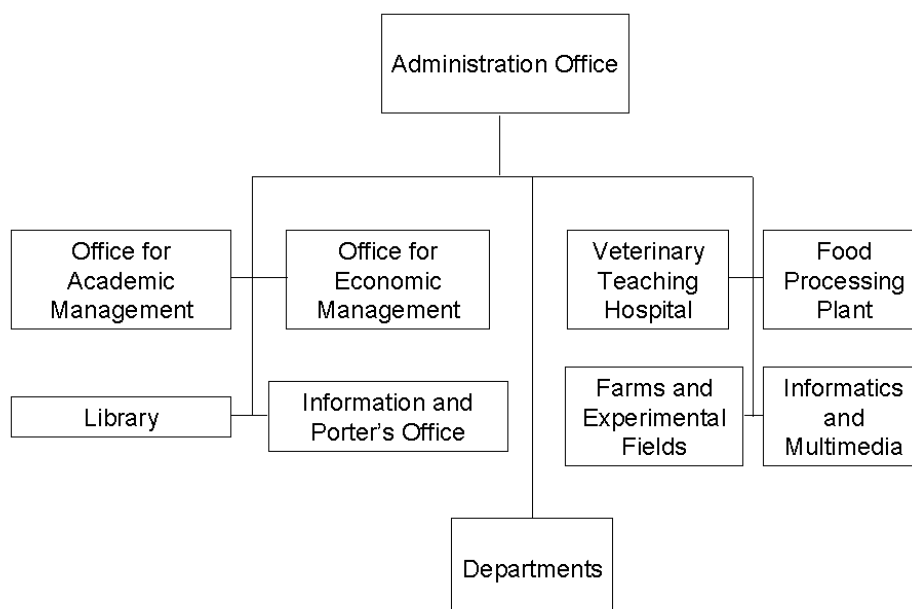 Administration Office
Office for
Academic
Management
Office for
Economic
Management
Veterinary
Teaching
Hospital
Food
Processing
Plant
Library
Information and
Porter’s Office
Farms and
Experimental
Fields
Informatics
and
Multimedia
Departments